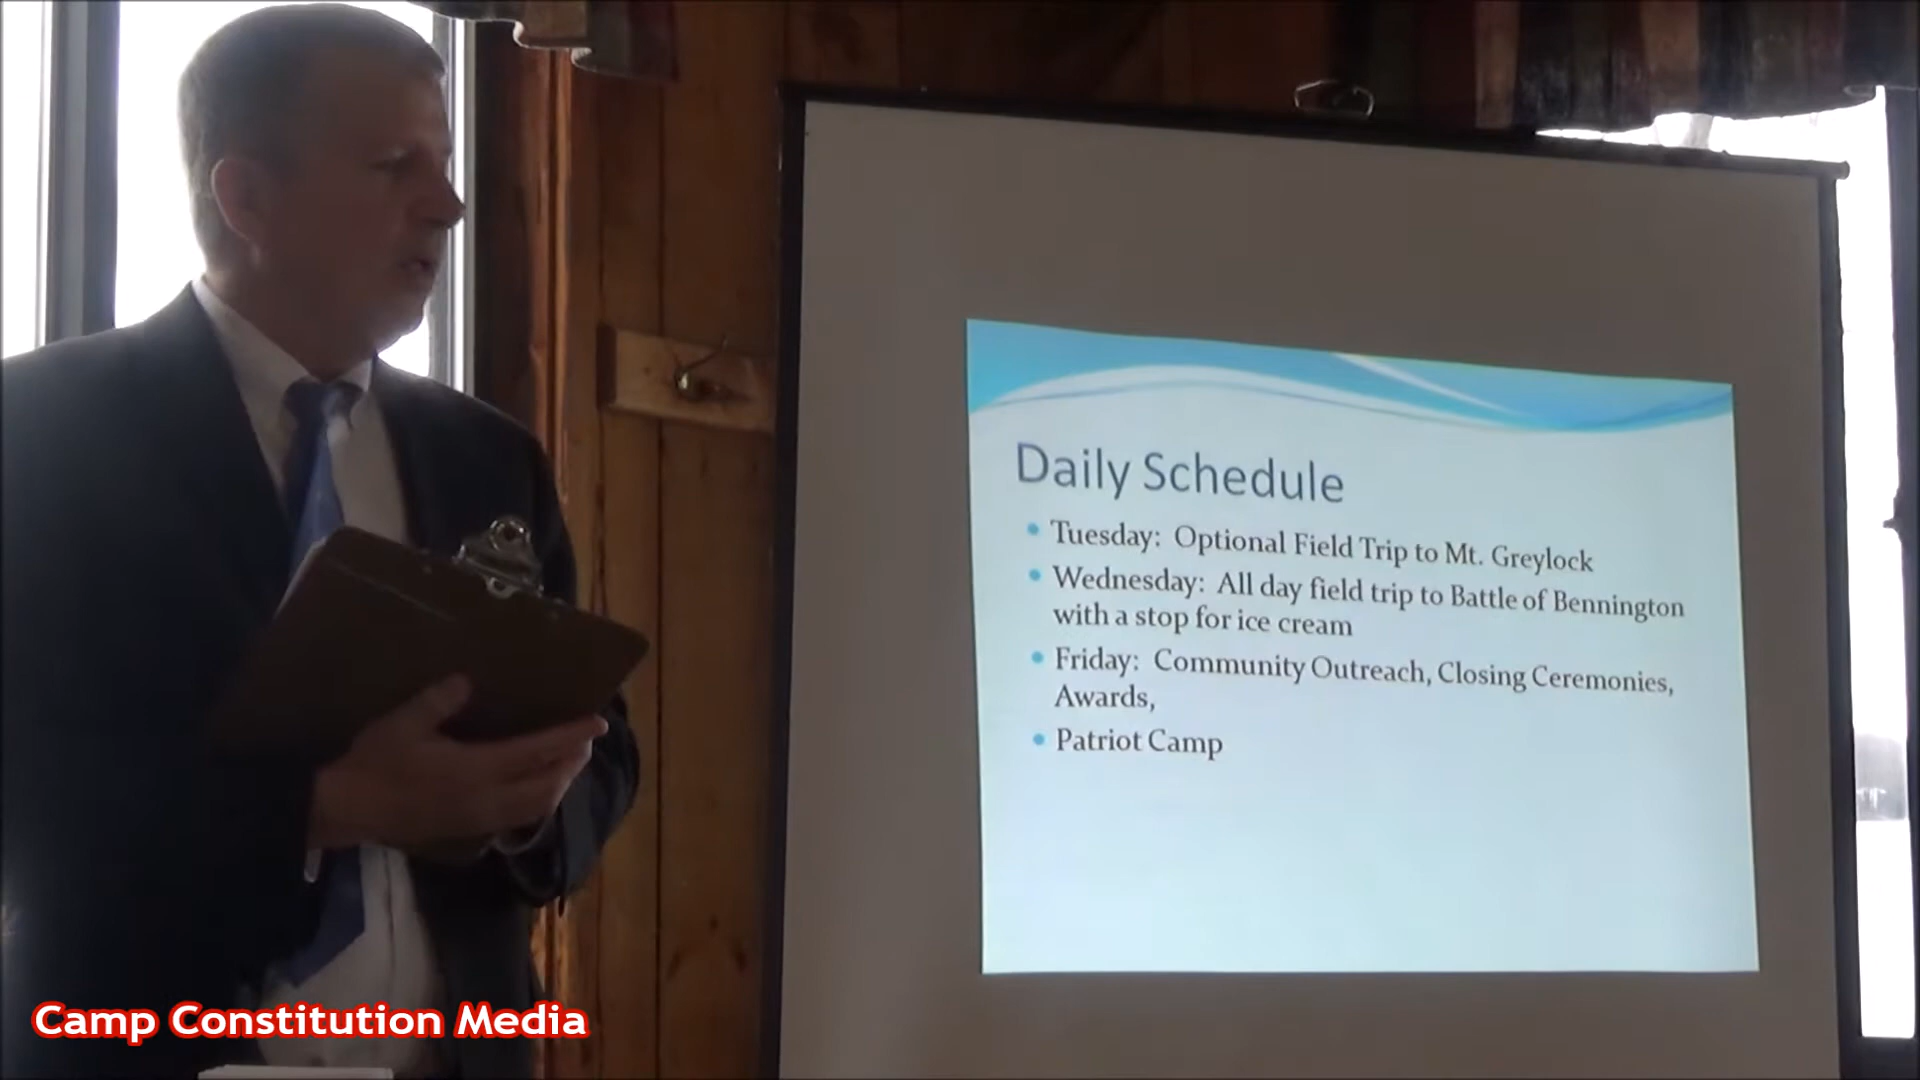 Daily Schedule
• Tuesday:  Optional Field Trip to Mt. Greylock
• Wednesday:  All day field trip to Battle of Bennington
with a stop for ice cream
• Friday:  Community Outreach, Closing Ceremonies,
Awards,
• Patriot Camp
Camp Constitution Media